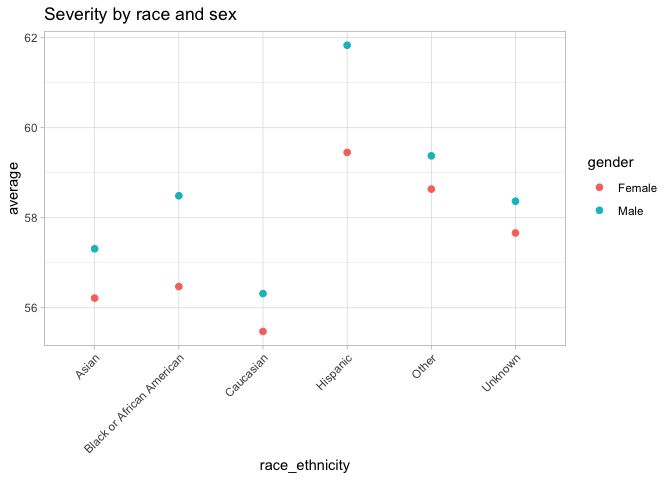 Severity by race and sex
average
62
60
58
56
Asian
Black or African American
Caucasian
Hispanic
Other
Unknown
race_ethnicity
gender
Female
Male